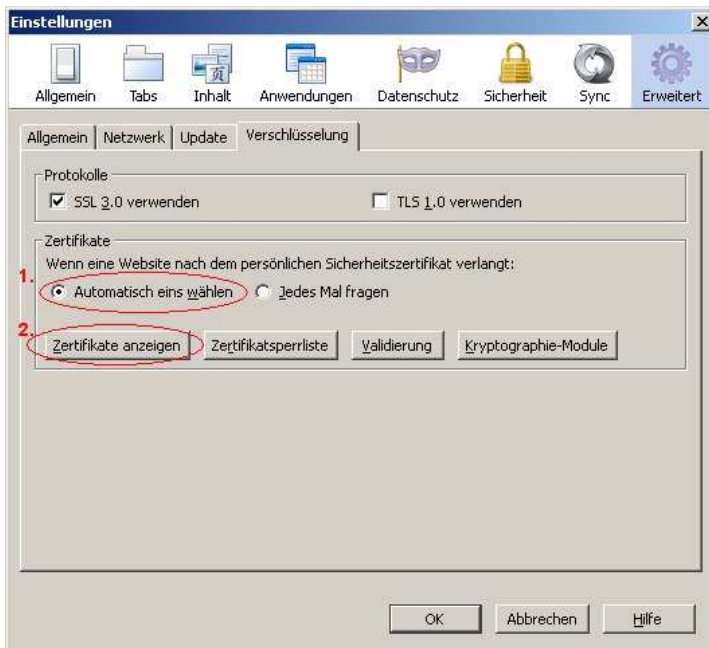 Einstellungen
Allgemein Tabs Inhalt Anwendungen Datenschutz Sicherheit Sync Erweitert
Allgemein Netzwerk Update Verschlüsselung
Protokolle
SSL 3.0 verwenden TLS 1.0 verwenden
Zertifikate
Wenn eine Website nach dem persönlichen Sicherheitszertifikat verlangt:
1. Automatisch eins wählen Jedes Mal fragen
2. Zertifikate anzeigen Zertifikatsperrliste Validierung Kryptographie-Module
OK Abbrechen Hilfe